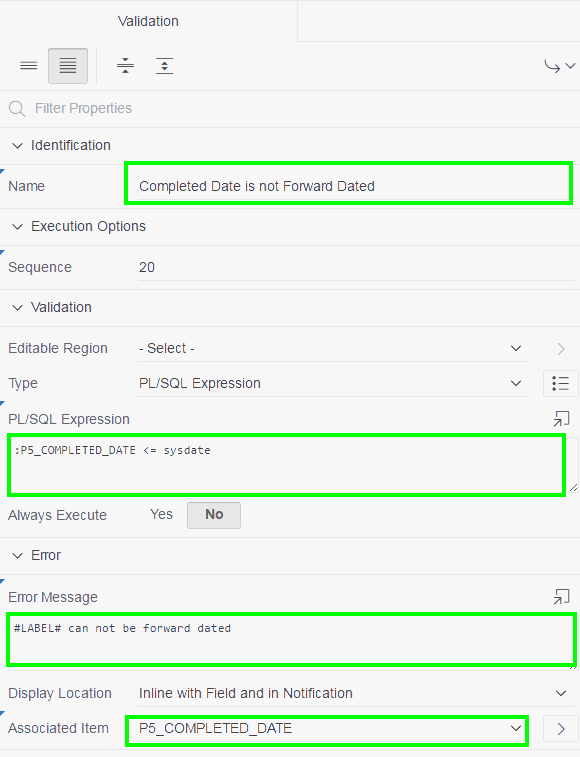 Validation
Filter Properties
Identification
Name Completed Date is not Forward Dated
Execution Options
Sequence 20
Validation
Editable Region - Select -
Type PL/SQL Expression
PL/SQL Expression
:P5_COMPLETED_DATE <= sysdate
Always Execute Yes No
Error
Error Message
#LABEL# can not be forward dated
Display Location Inline with Field and in Notification
Associated Item P5_COMPLETED_DATE